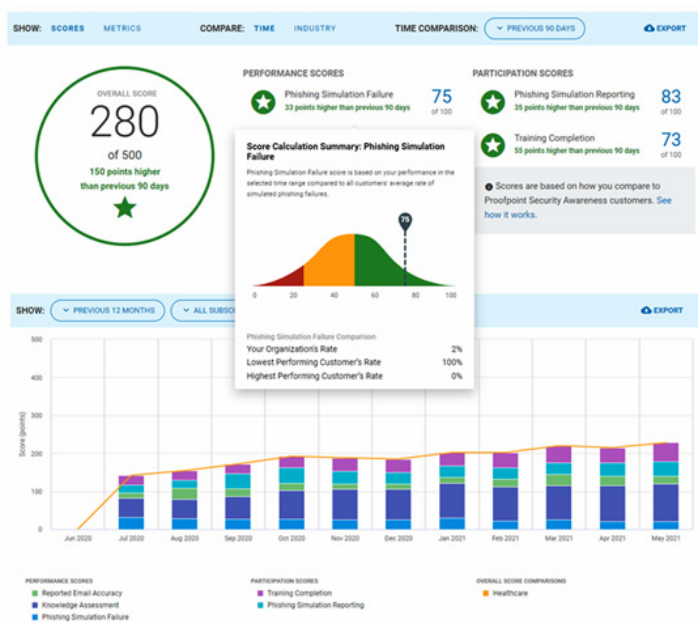 SHOW: SCORES METRICS COMPARE: TIME INDUSTRY TIME COMPARISON: PREVIOUS 90 DAYS EXPORT
OVERALL SCORE
280
of 500
150 points higher
than previous 90 days
PERFORMANCE SCORES
Phishing Simulation Failure
33 points higher than previous 90 days
75
of 100
PARTICIPATION SCORES
Phishing Simulation Reporting
35 points higher than previous 90 days
83
of 100
Training Completion
55 points higher than previous 90 days
73
of 100
Scores are based on how you compare to
Proofpoint Security Awareness customers. See
how it works.
Score Calculation Summary: Phishing Simulation
Failure
Phishing Simulation Failure score is based on your performance in the
selected time range compared to all customers' average rate of
simulated phishing failures.
75
0 20 40 60 80 100
Phishing Simulation Failure Comparison
Your Organization's Rate 2%
Lowest Performing Customer's Rate 100%
Highest Performing Customer's Rate 0%
SHOW: PREVIOUS 12 MONTHS ALL SUBSC EXPORT
Score (points)
500
400
300
200
100
0
Jun 2020 Jul 2020 Aug 2020 Sep 2020 Oct 2020 Nov 2020 Dec 2020 Jan 2021 Feb 2021 Mar 2021 Apr 2021 May 2021
PERFORMANCE SCORES
Reported Email Accuracy
Knowledge Assessment
Phishing Simulation Failure
PARTICIPATION SCORES
Training Completion
Phishing Simulation Reporting
OVERALL SCORE COMPARISONS
Healthcare